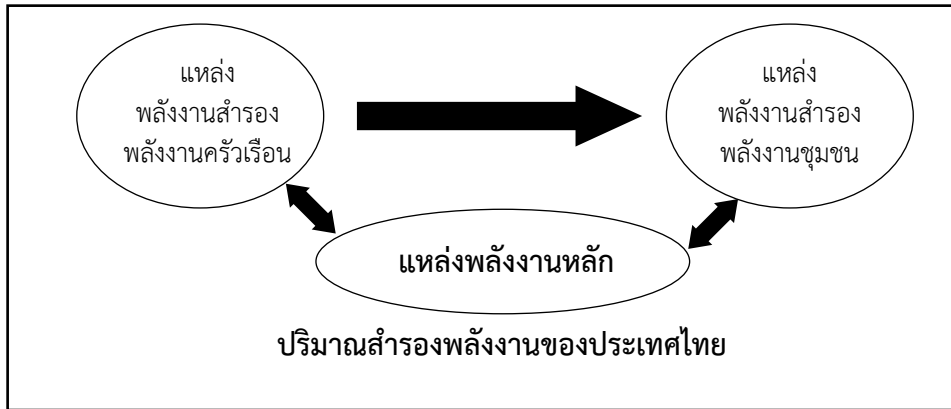 แหล่ง
พลังงานสำรอง
พลังงานครัวเรือน
แหล่ง
พลังงานสำรอง
พลังงานชุมชน
แหล่งพลังงานหลัก
ปริมาณสำรองพลังงานของประเทศไทย